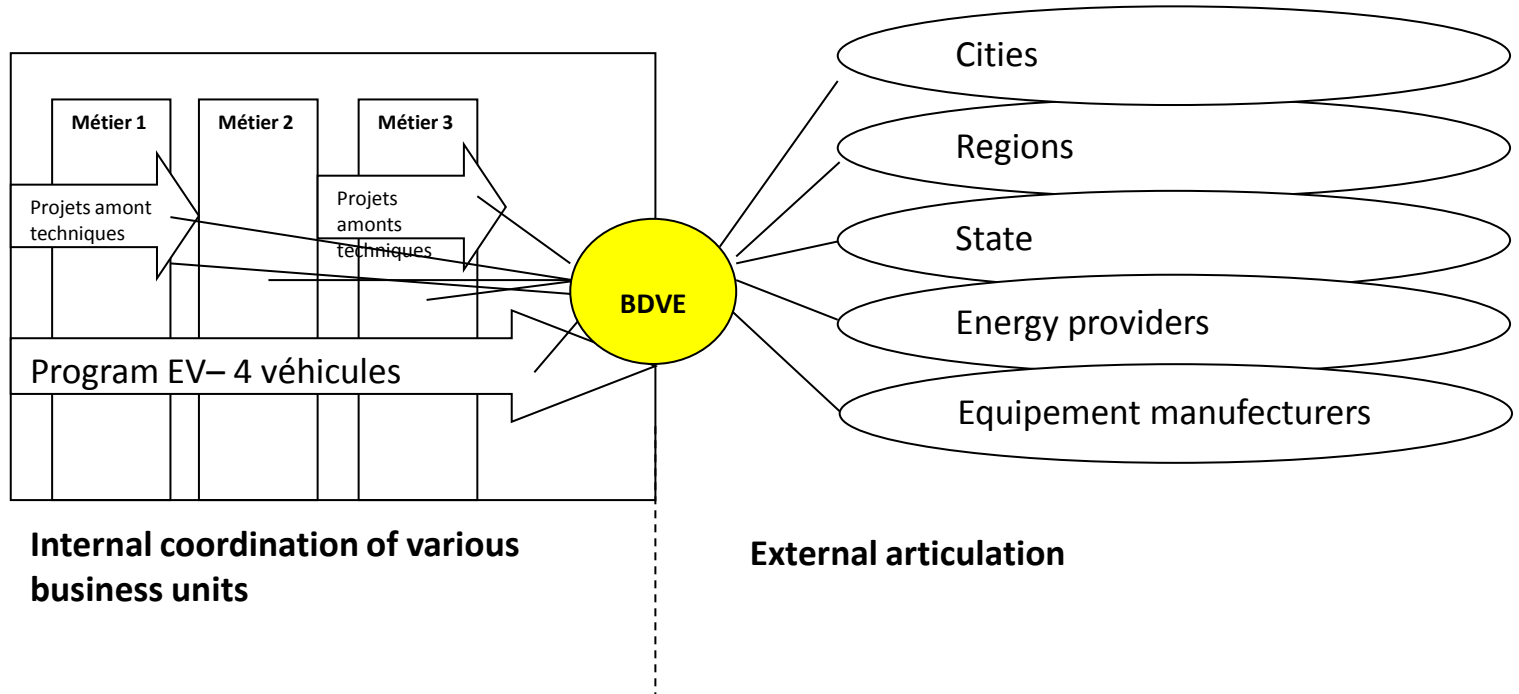 Métier 1
Métier 2
Métier 3
Projets amont
techniques
Projets
amonts
techniques
Program EV– 4 véhicules
BDVE
Cities
Regions
State
Energy providers
Equipement manufecturers
Internal coordination of various
business units
External articulation